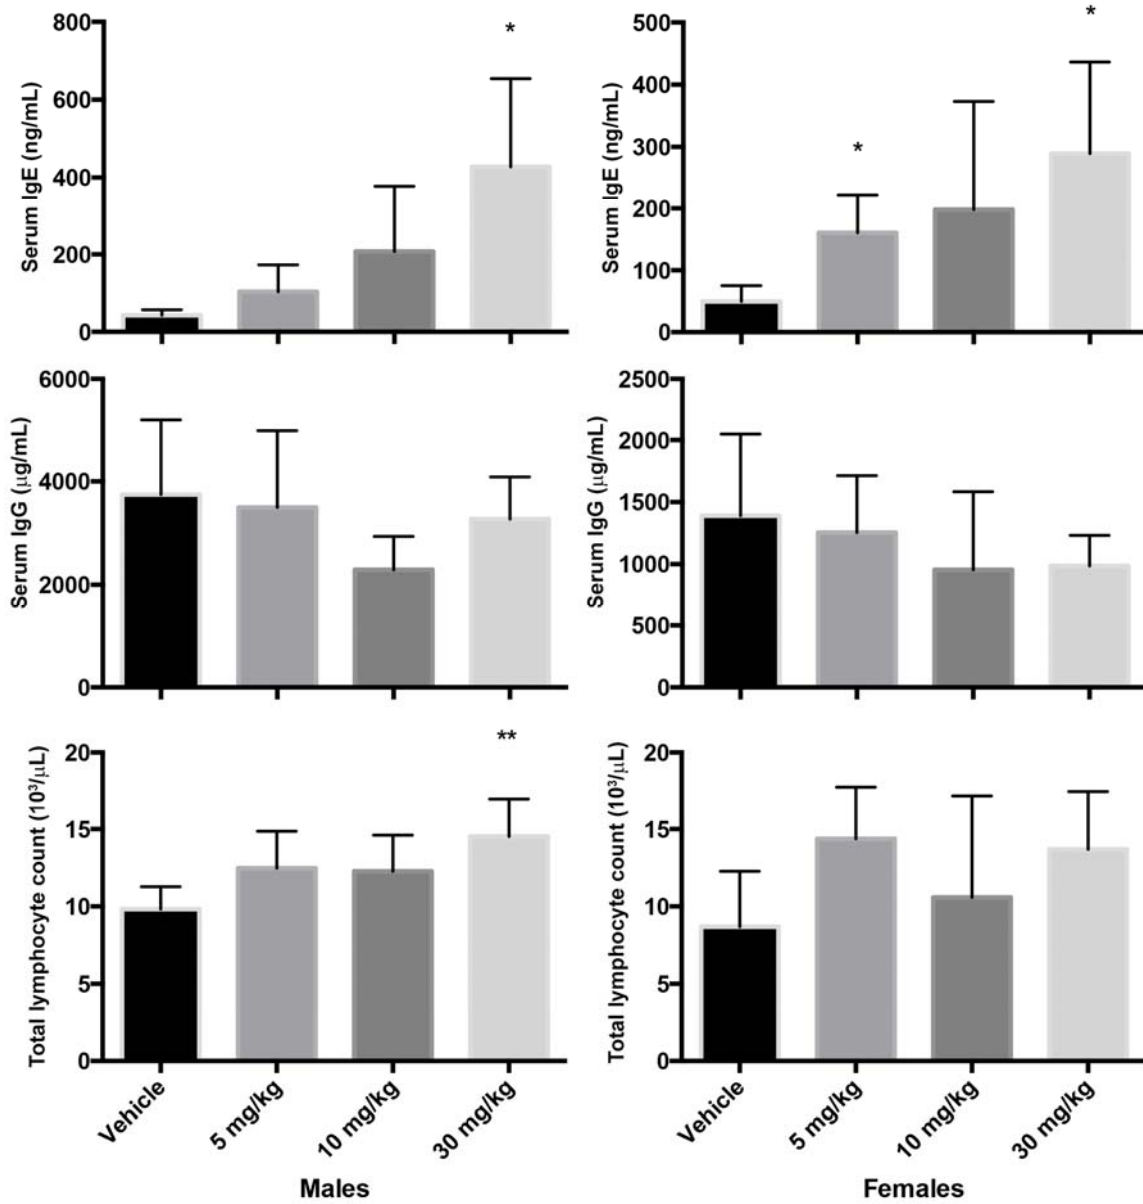 *
800
600
400
200
0
Serum IgE (ng/mL)
*
*
500
400
300
200
100
0
Serum IgE (ng/mL)
6000
4000
2000
0
Serum IgG (μg/mL)
2500
2000
1500
1000
500
0
Serum IgG (μg/mL)
**
20
15
10
5
0
Total lymphocyte count (10³/μL)
Vehicle
5 mg/kg
10 mg/kg
30 mg/kg
Males
20
15
10
5
0
Total lymphocyte count (10³/μL)
Vehicle
5 mg/kg
10 mg/kg
30 mg/kg
Females